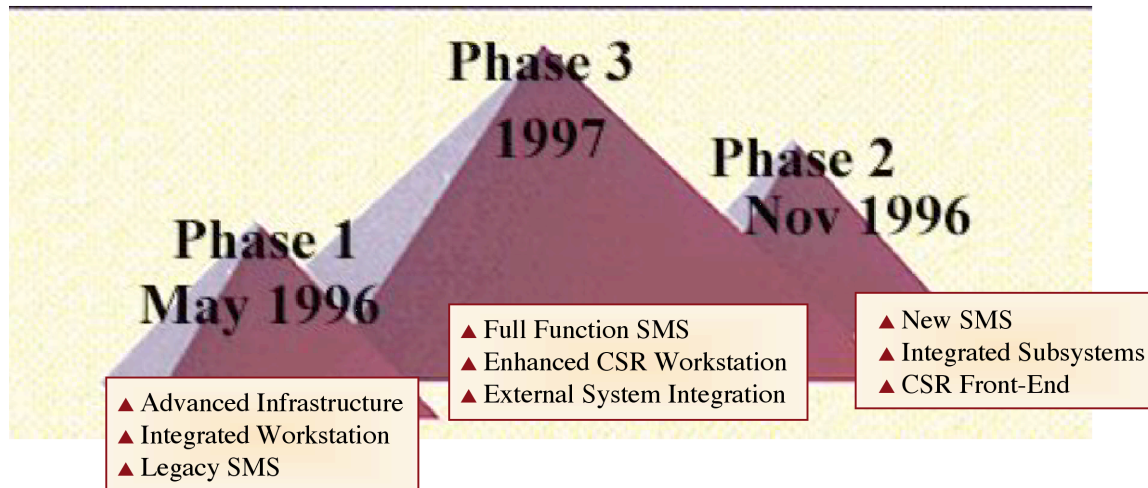 Phase 3
1997
Phase 2
Nov 1996
Phase 1
May 1996
▲ Full Function SMS
▲ Enhanced CSR Workstation
▲ External System Integration
▲ New SMS
▲ Integrated Subsystems
▲ CSR Front-End
▲ Advanced Infrastructure
▲ Integrated Workstation
▲ Legacy SMS